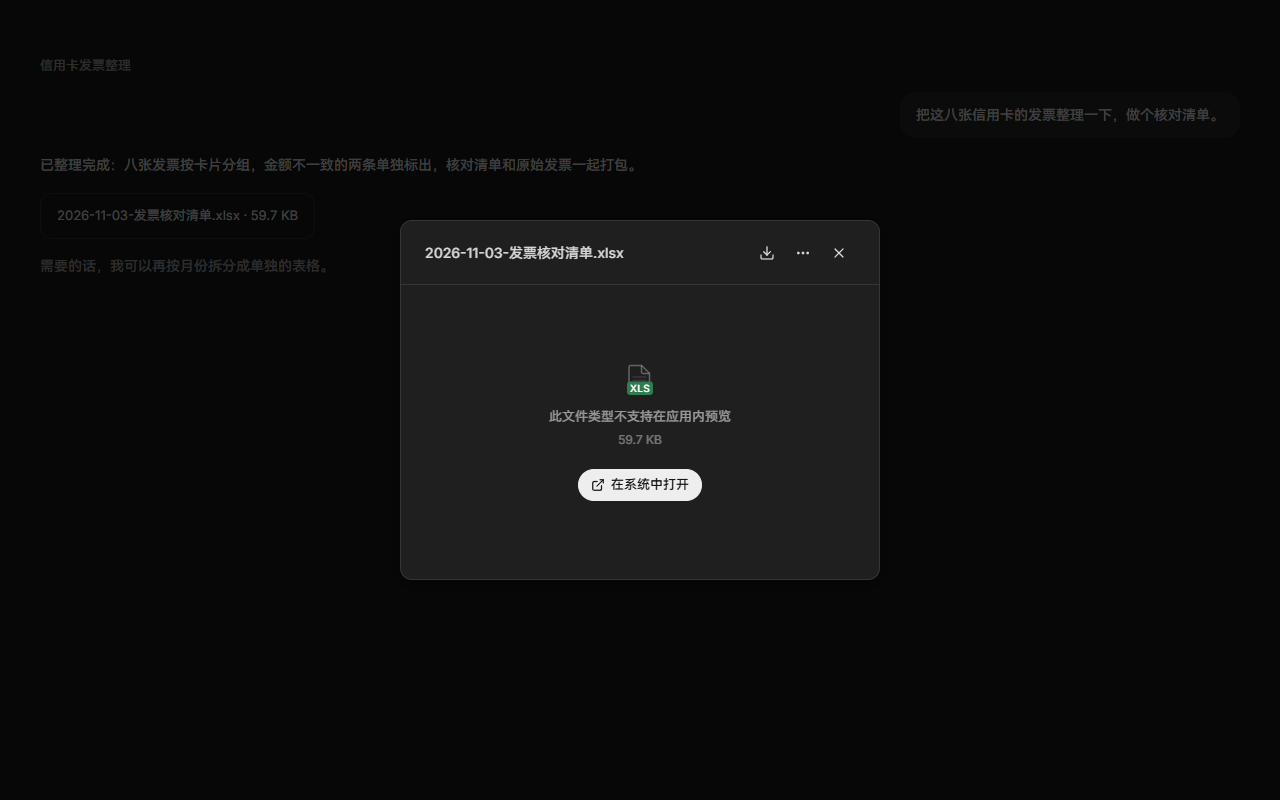 信用卡发票整理
把这八张信用卡的发票整理一下，做个核对清单。
已整理完成：八张发票按卡片分组，金额不一致的两条单独标出，核对清单和原始发票一起打包。
2026-11-03-发票核对清单.xlsx · 59.7 KB
需要的话，我可以再按月份拆分成单独的表格。
2026-11-03-发票核对清单.xlsx
XLS
此文件类型不支持在应用内预览
59.7 KB
在系统中打开